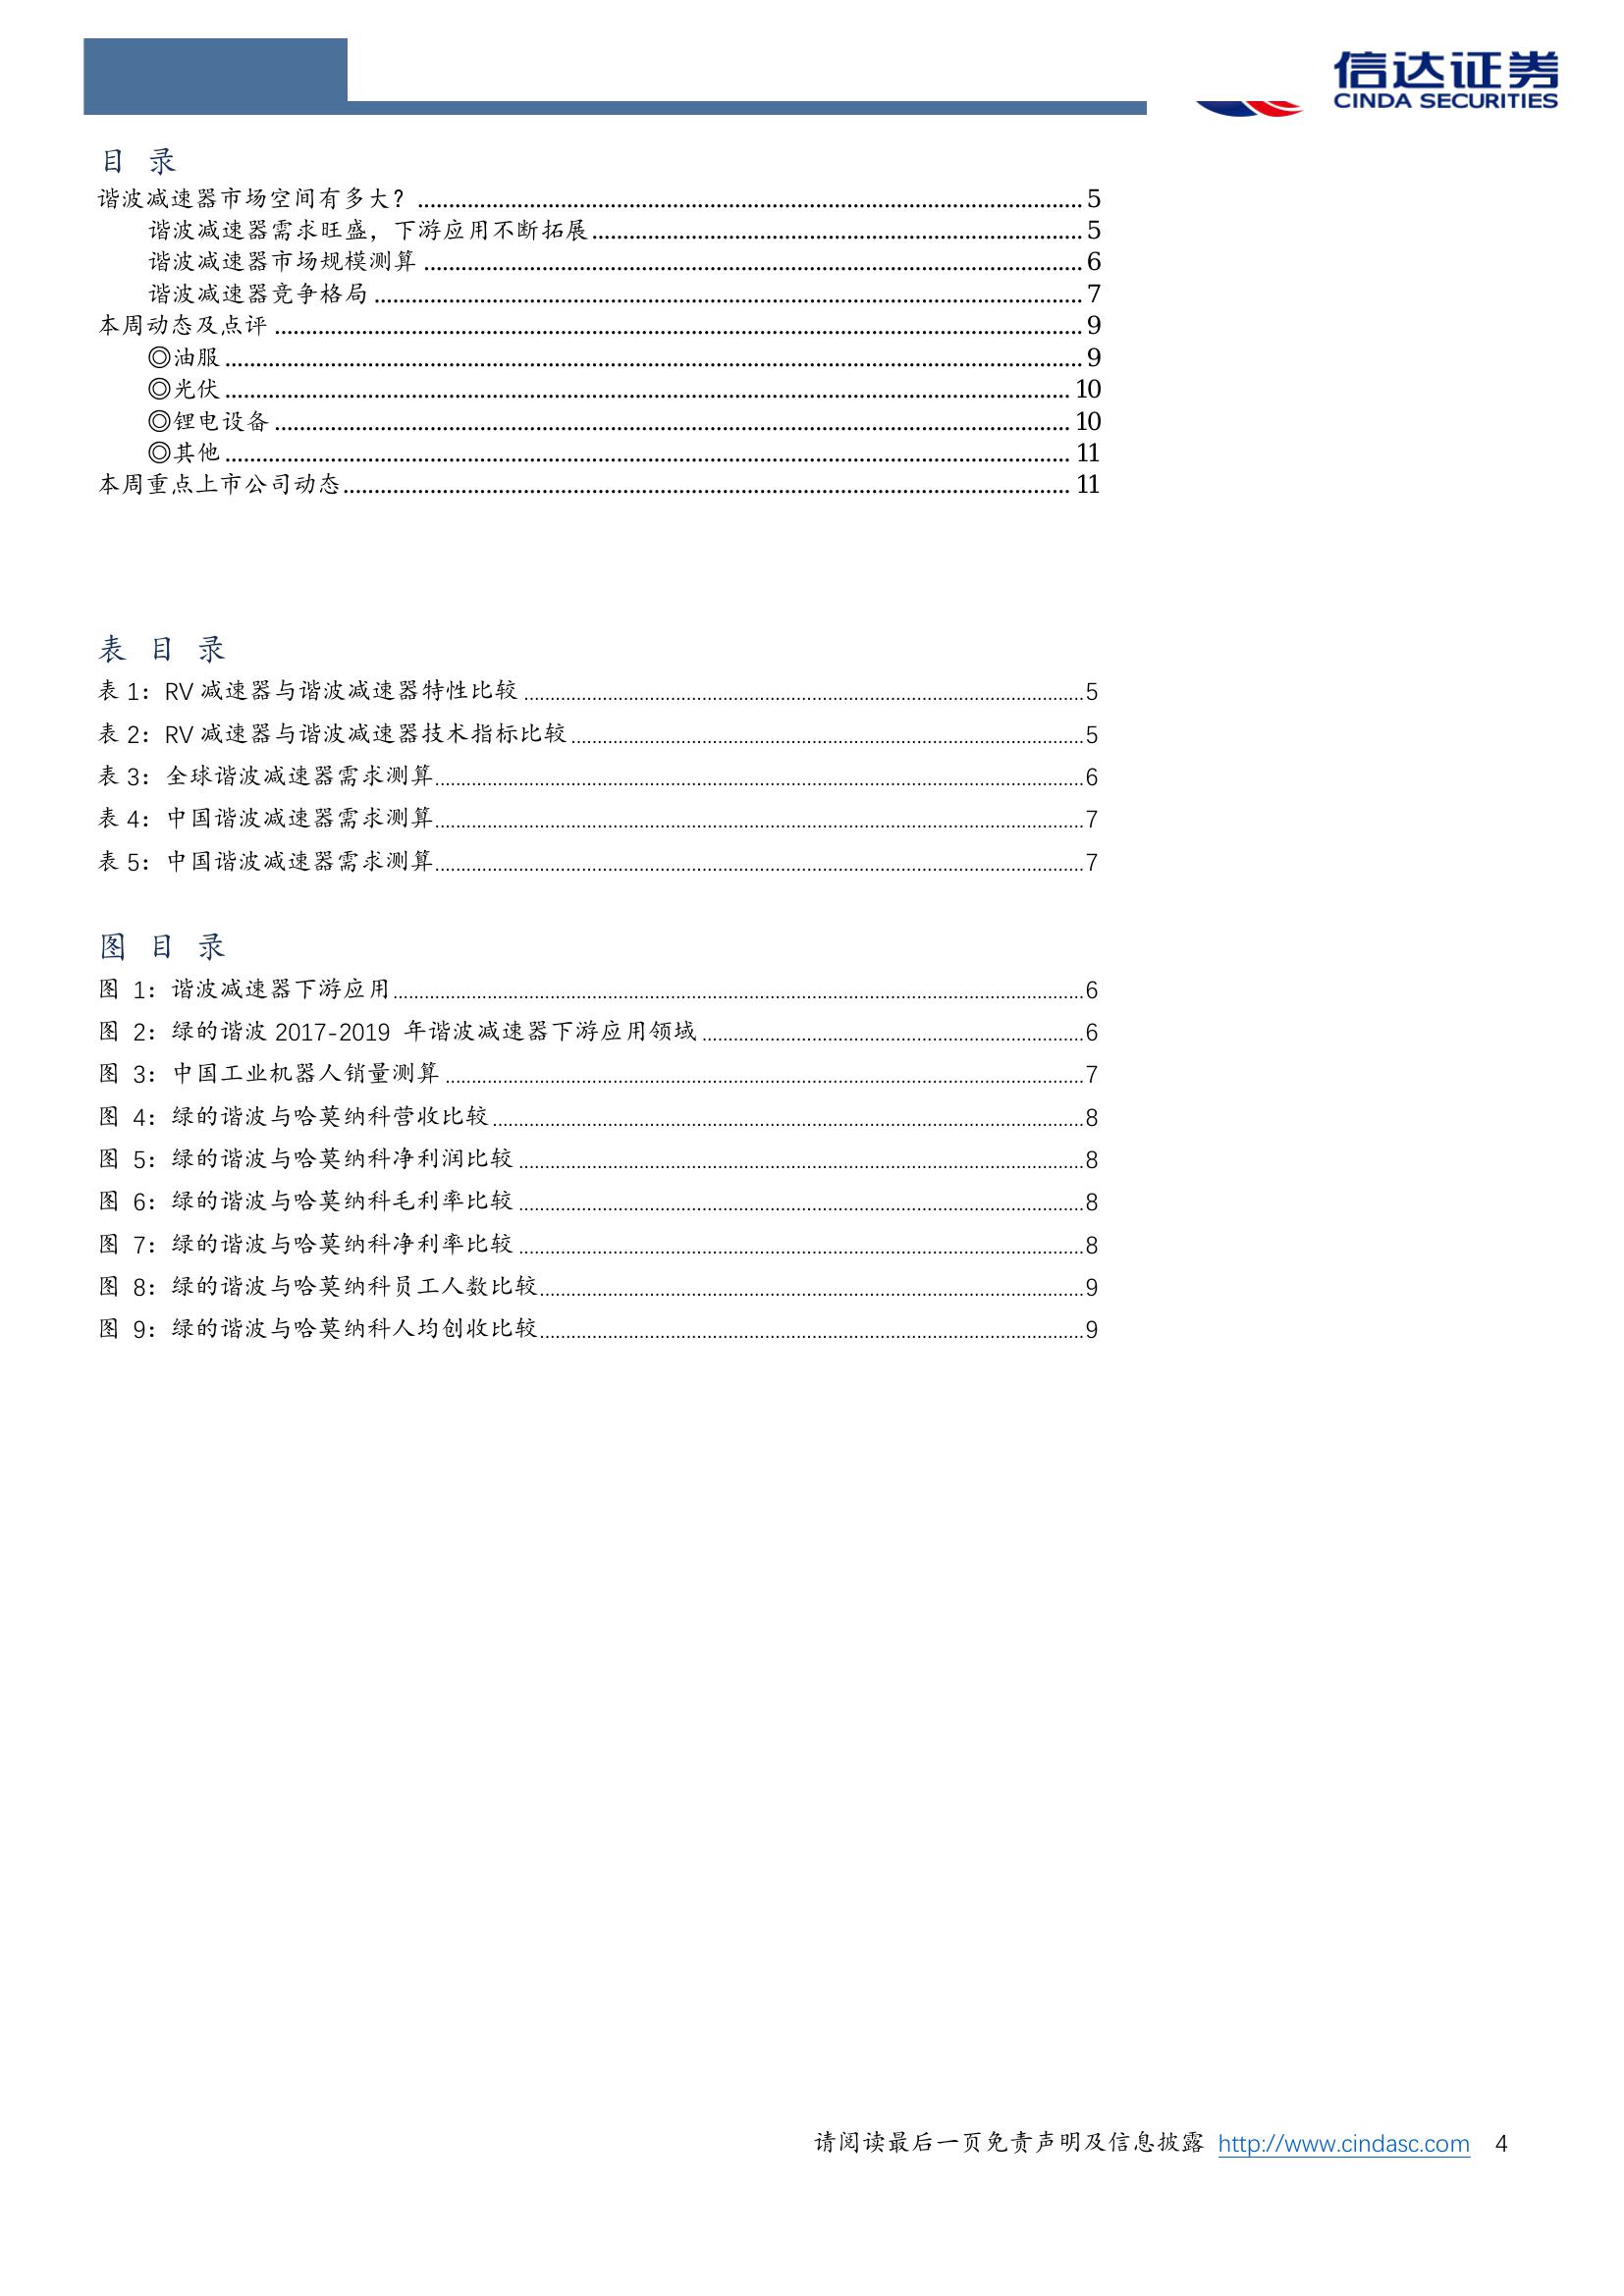 信达证券
CINDA SECURITIES
目 录
谐波减速器市场空间有多大? ........ 5
谐波减速器需求旺盛，下游应用不断拓展 ........ 5
谐波减速器市场规模测算 ........ 6
谐波减速器竞争格局 ........ 7
本周动态及点评 ........ 9
◎油服 ........ 9
◎光伏 ........ 10
◎锂电设备 ........ 10
◎其他 ........ 11
本周重点上市公司动态 ........ 11
表 目 录
表 1：RV 减速器与谐波减速器特性比较 ........ 5
表 2：RV 减速器与谐波减速器技术指标比较 ........ 5
表 3：全球谐波减速器需求测算 ........ 6
表 4：中国谐波减速器需求测算 ........ 7
表 5：中国谐波减速器需求测算 ........ 7
图 目 录
图 1：谐波减速器下游应用 ........ 6
图 2：绿的谐波 2017-2019 年谐波减速器下游应用领域 ........ 6
图 3：中国工业机器人销量测算 ........ 7
图 4：绿的谐波与哈莫纳科营收比较 ........ 8
图 5：绿的谐波与哈莫纳科净利润比较 ........ 8
图 6：绿的谐波与哈莫纳科毛利率比较 ........ 8
图 7：绿的谐波与哈莫纳科净利率比较 ........ 8
图 8：绿的谐波与哈莫纳科员工人数比较 ........ 9
图 9：绿的谐波与哈莫纳科人均创收比较 ........ 9
请阅读最后一页免责声明及信息披露 http://www.cindasc.com 4